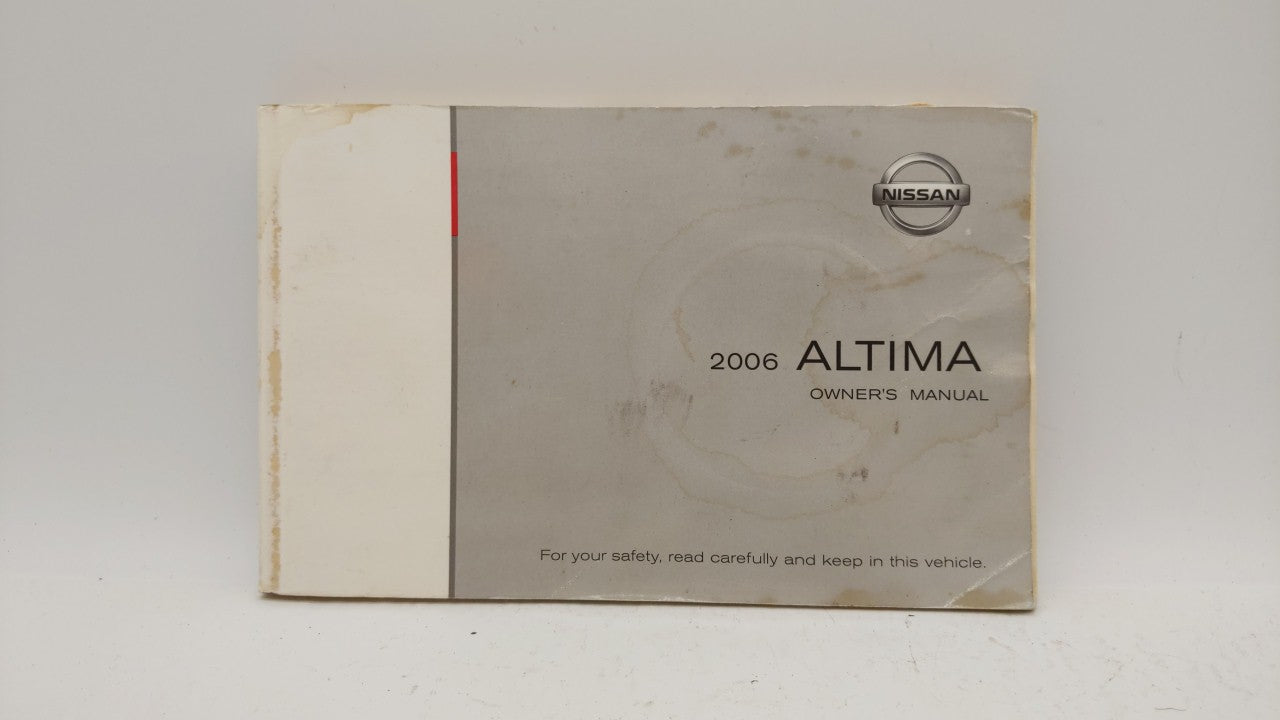 NISSAN
2006 ALTIMA
OWNER'S MANUAL
For your safety, read carefully and keep in this vehicle.